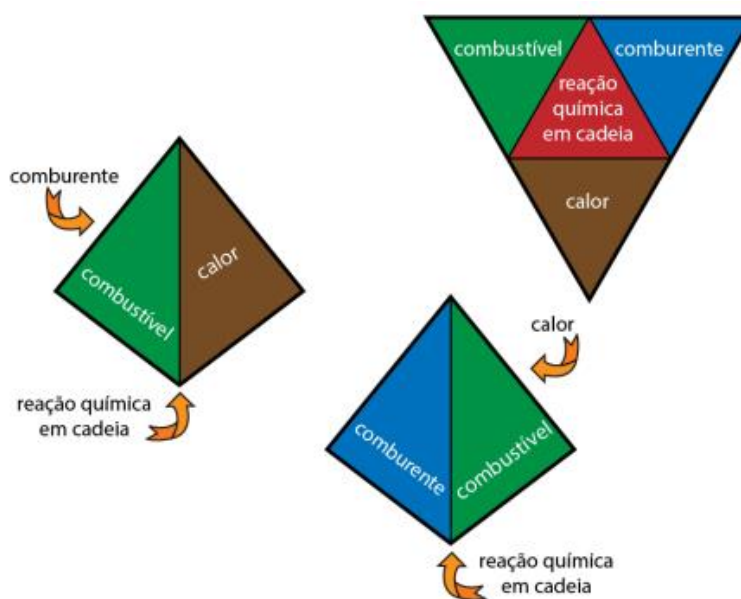 combustível
comburente
reação
química
em cadeia
calor
comburente
combustível
calor
reação química
em cadeia
calor
comburente
combustível
reação química
em cadeia